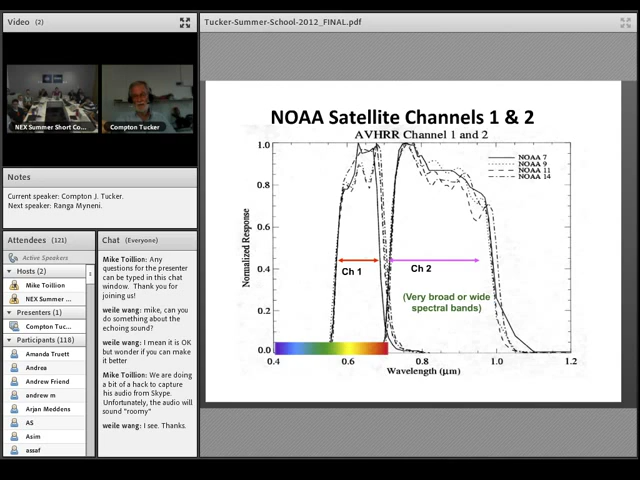 Video (2)
NEX Summer Short Co...
Compton Tucker
Notes
Current speaker: Compton J. Tucker.
Next speaker: Ranga Myneni.
Attendees (121)
Active Speakers
Hosts (2)
Mike Toillion
NEX Summer ...
Presenters (1)
Compton Tuc...
Participants (118)
Amanda Truett
Andrea
Andrew Friend
andrew m
Arjan Meddens
AS
Asim
assaf
Chat (Everyone)
Mike Toillion: Any
questions for the presenter
can be typed in this chat
window. Thank you for
joining us!
weile wang: mike, can you
do something about the
echoing sound?
weile wang: I mean it is OK
but wonder if you can make
it better
Mike Toillion: We are doing
a bit of a hack to capture
his audio from Skype.
Unfortunately, the audio will
sound "roomy"
weile wang: I see. Thanks.
Tucker-Summer-School-2012_FINAL.pdf
NOAA Satellite Channels 1 & 2
AVHRR Channel 1 and 2
NOAA 7
NOAA 9
NOAA 11
NOAA 14
Normalized Response
1.0
0.8
0.6
0.4
0.2
0.0
Ch 1
Ch 2
(Very broad or wide
spectral bands)
0.4 0.6 0.8 1.0 1.2
Wavelength (μm)